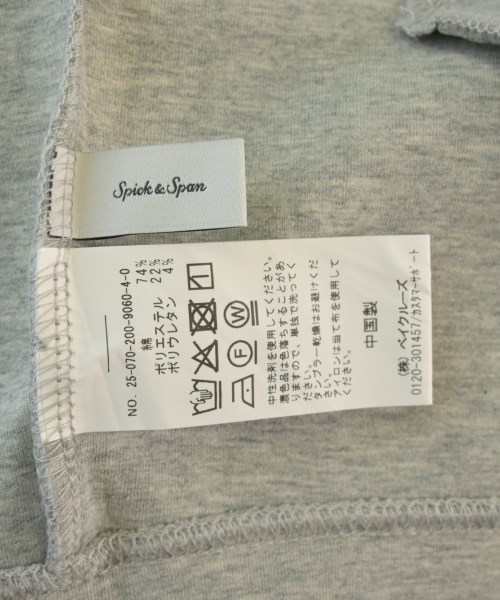 Spick & Span
NO. 25-070-200-9060-4-0
ポリエステル 74%
綿 22%
ポリウレタン 4%
中性洗剤を使用してください。
濃色品は色落ちすることがあ
りますので、単独で洗ってく
ださい。
タンブラー乾燥はお避けくだ
さい。
アイロンは当て布を使用して
ください。
中国製
(株) ベイクルーズ
0120-301457/カスタマーサポート